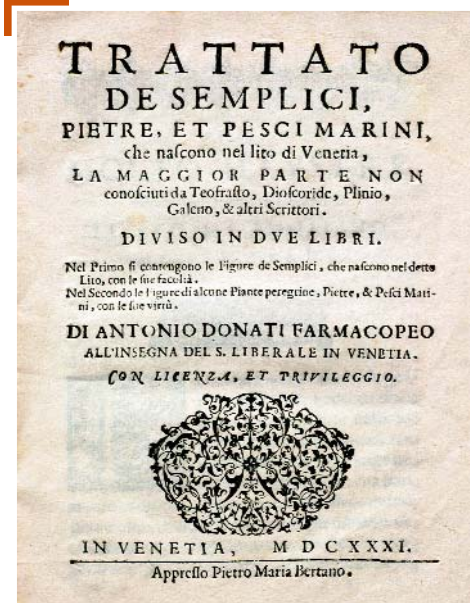 TRATTATO
DE SEMPLICI,
PIETRE, ET PESCI MARINI,
che naſcono nel lito di Venetia,
LA MAGGIOR PARTE NON
conoſciuti da Teofraſto, Dioſcoride, Plinio,
Galeno, & altri Scrittori.
DIVISO IN DVE LIBRI.
Nel Primo ſi contengono le Figure de Semplici, che naſcono nel detto
Lito, con le ſue facoltà.
Nel Secondo le Figure di alcune Piante peregrine, Pietre, & Peſci Mari-
ni, con le ſue virtù.
DI ANTONIO DONATI FARMACOPEO
ALL'INSEGNA DEL S. LIBERALE IN VENETIA.
CON LICENZA, ET PRIVILEGGIO.
IN VENETIA, MDCXXXI.
Appreſſo Pietro Maria Bertano.